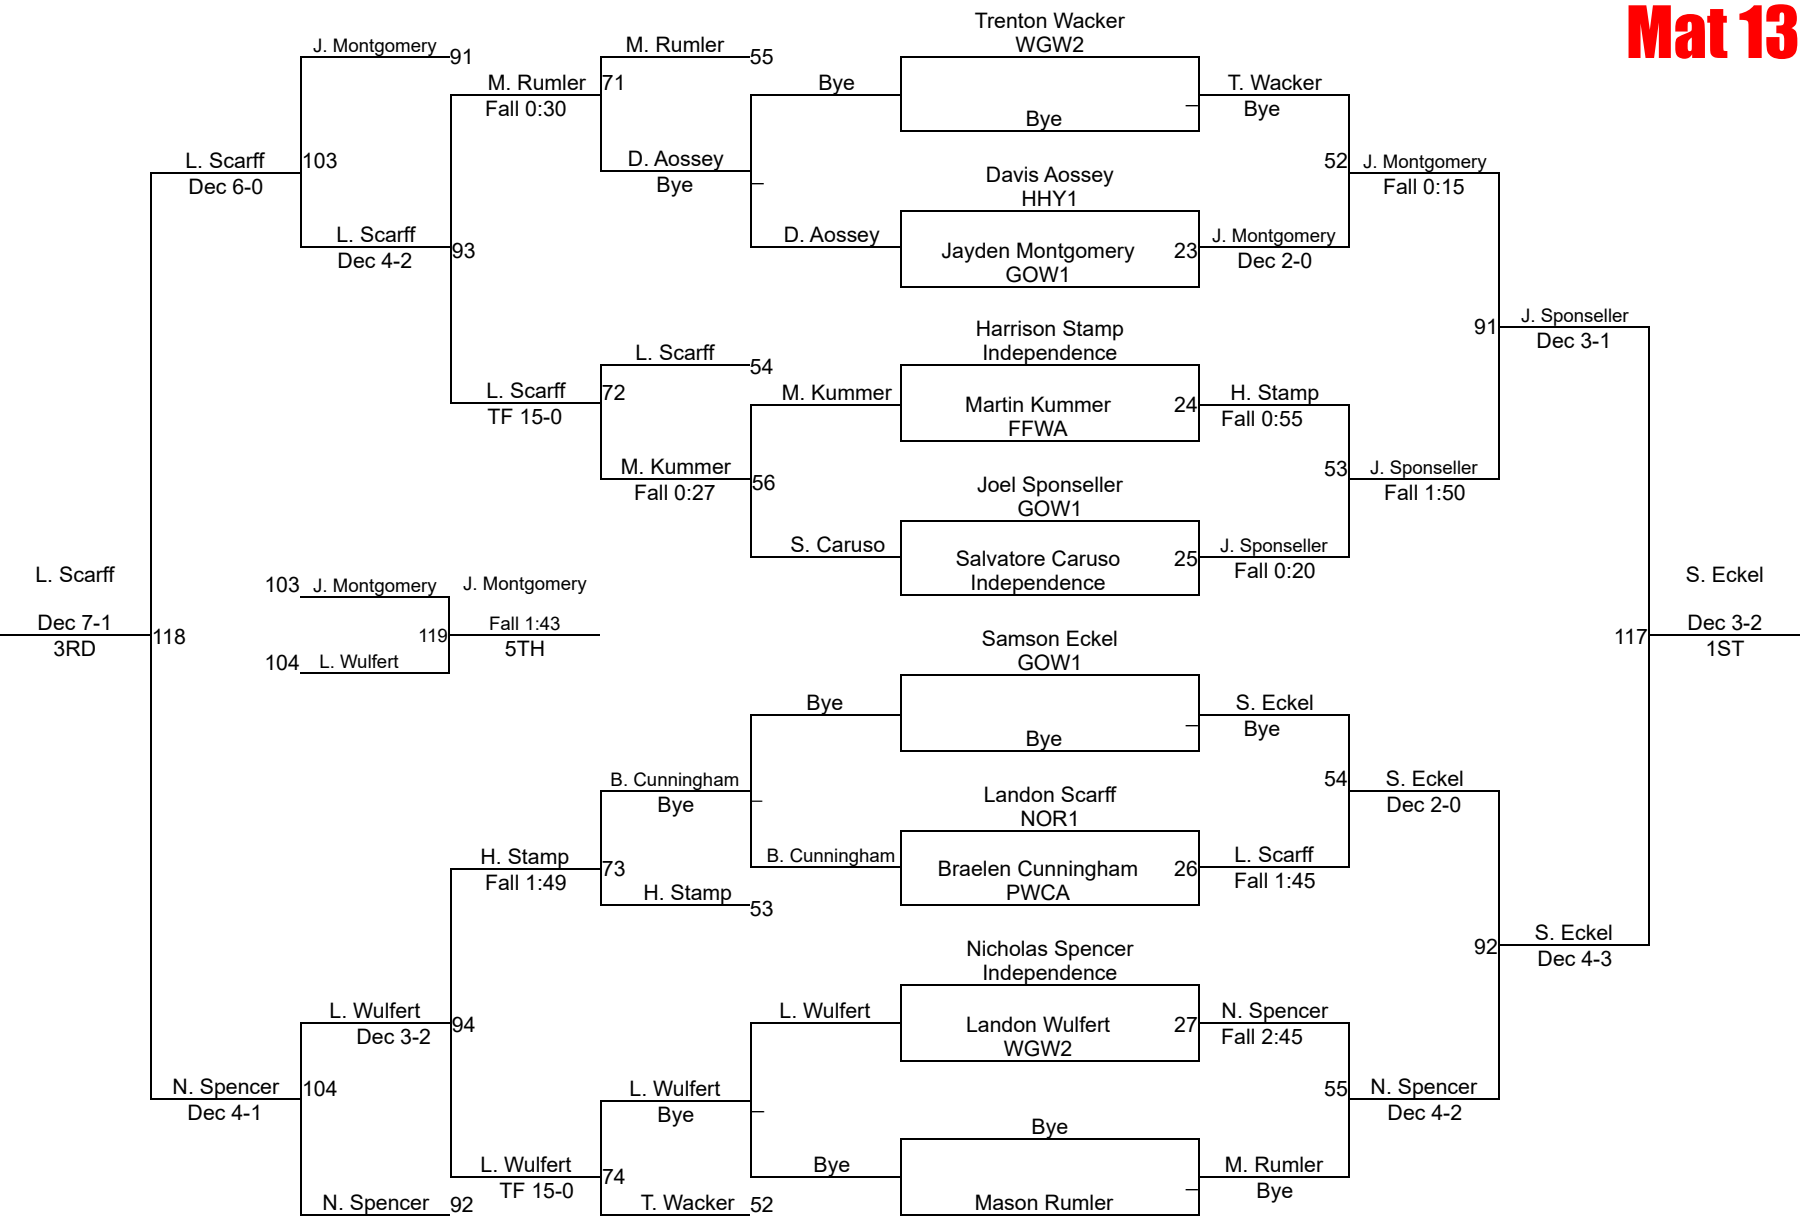 Mat 13
Trenton Wacker
WGW2
J. Montgomery 91
M. Rumler 55
M. Rumler 71
Fall 0:30
Bye
Bye
T. Wacker
Bye
L. Scarff 103
Dec 6-0
D. Aossey
Bye
Davis Aossey
HHY1
52 J. Montgomery
Fall 0:15
L. Scarff 93
Dec 4-2
D. Aossey
Jayden Montgomery 23
GOW1
J. Montgomery
Dec 2-0
Harrison Stamp
Independence
91 J. Sponseller
Dec 3-1
L. Scarff 54
L. Scarff 72
TF 15-0
M. Kummer
Martin Kummer 24
FFWA
H. Stamp
Fall 0:55
M. Kummer 56
Fall 0:27
Joel Sponseller
GOW1
53 J. Sponseller
Fall 1:50
S. Caruso
Salvatore Caruso 25
Independence
J. Sponseller
Fall 0:20
L. Scarff
Dec 7-1
3RD
118
103 J. Montgomery
J. Montgomery
119 Fall 1:43
5TH
104 L. Wulfert
S. Eckel
117 Dec 3-2
1ST
Samson Eckel
GOW1
Bye
Bye
S. Eckel
Bye
B. Cunningham
Bye
Landon Scarff
NOR1
54 S. Eckel
Dec 2-0
H. Stamp 73
Fall 1:49
B. Cunningham
Braelen Cunningham 26
PWCA
L. Scarff
Fall 1:45
H. Stamp 53
Nicholas Spencer
Independence
92 S. Eckel
Dec 4-3
L. Wulfert 94
Dec 3-2
L. Wulfert
Landon Wulfert 27
WGW2
N. Spencer
Fall 2:45
N. Spencer 104
Dec 4-1
L. Wulfert
Bye
Bye
55 N. Spencer
Dec 4-2
L. Wulfert 74
TF 15-0
Bye
Mason Rumler
M. Rumler
Bye
N. Spencer 92
T. Wacker 52